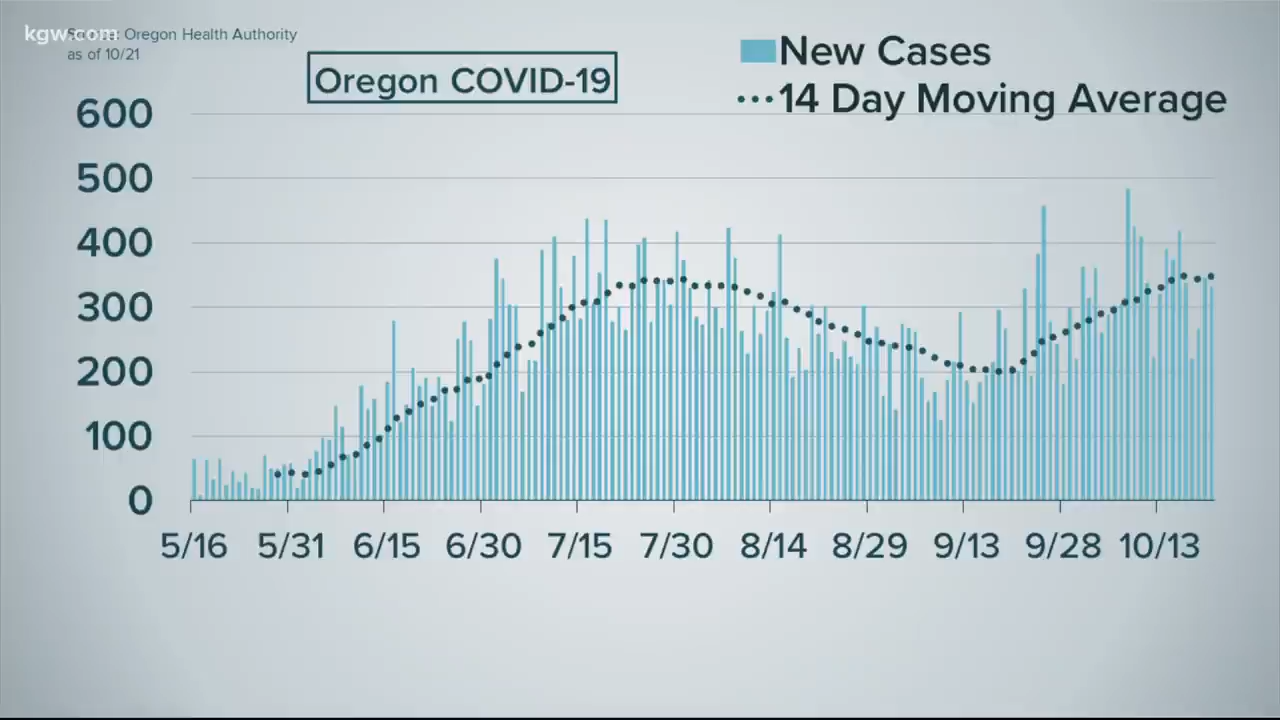 kgw.com
Oregon Health Authority
as of 10/21
Oregon COVID-19
New Cases
14 Day Moving Average
600
500
400
300
200
100
0
5/16 5/31 6/15 6/30 7/15 7/30 8/14 8/29 9/13 9/28 10/13